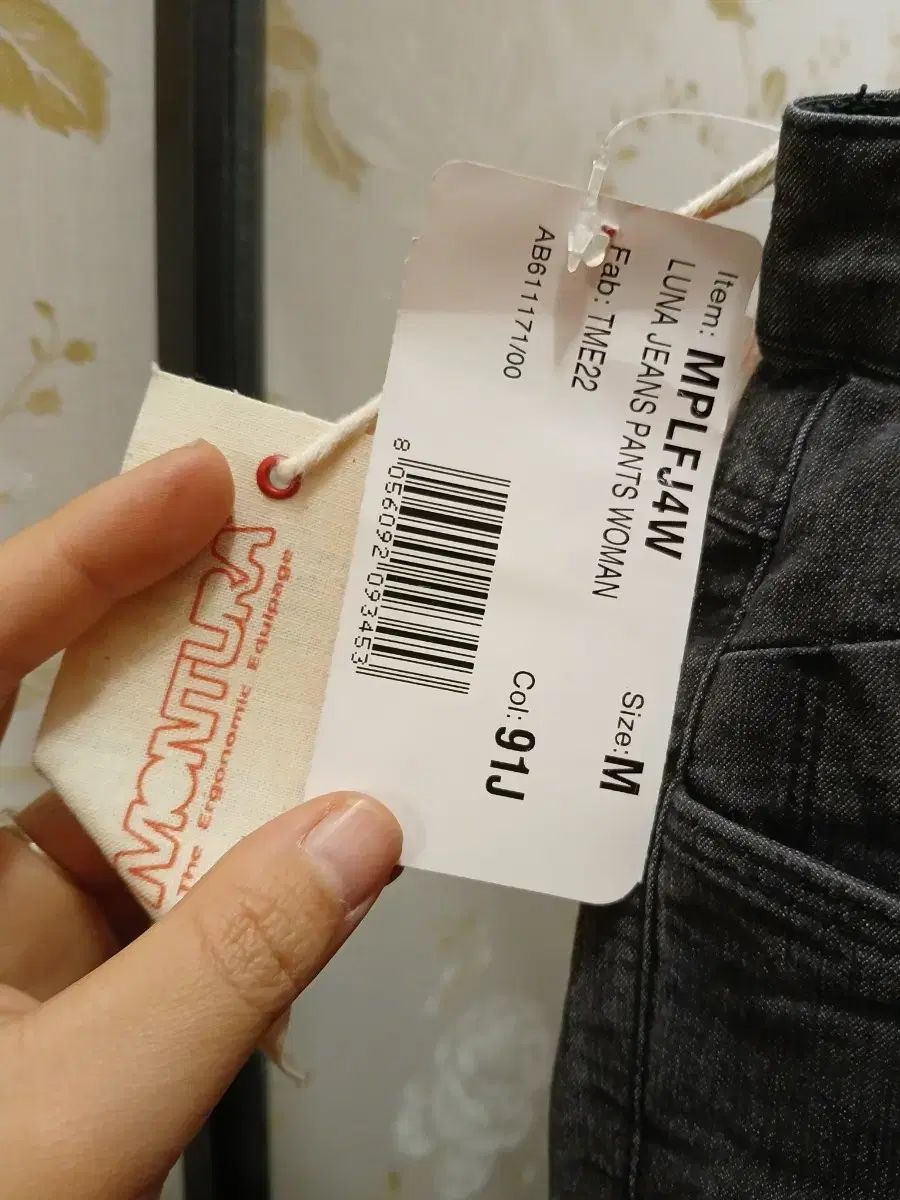 Item: MPLFJ4W
LUNA JEANS PANTS WOMAN
Size: M
Fab: TME22
Col: 91J
AB611171/00
8 056092 093453
MONTURA
The Ergonomic Equipage